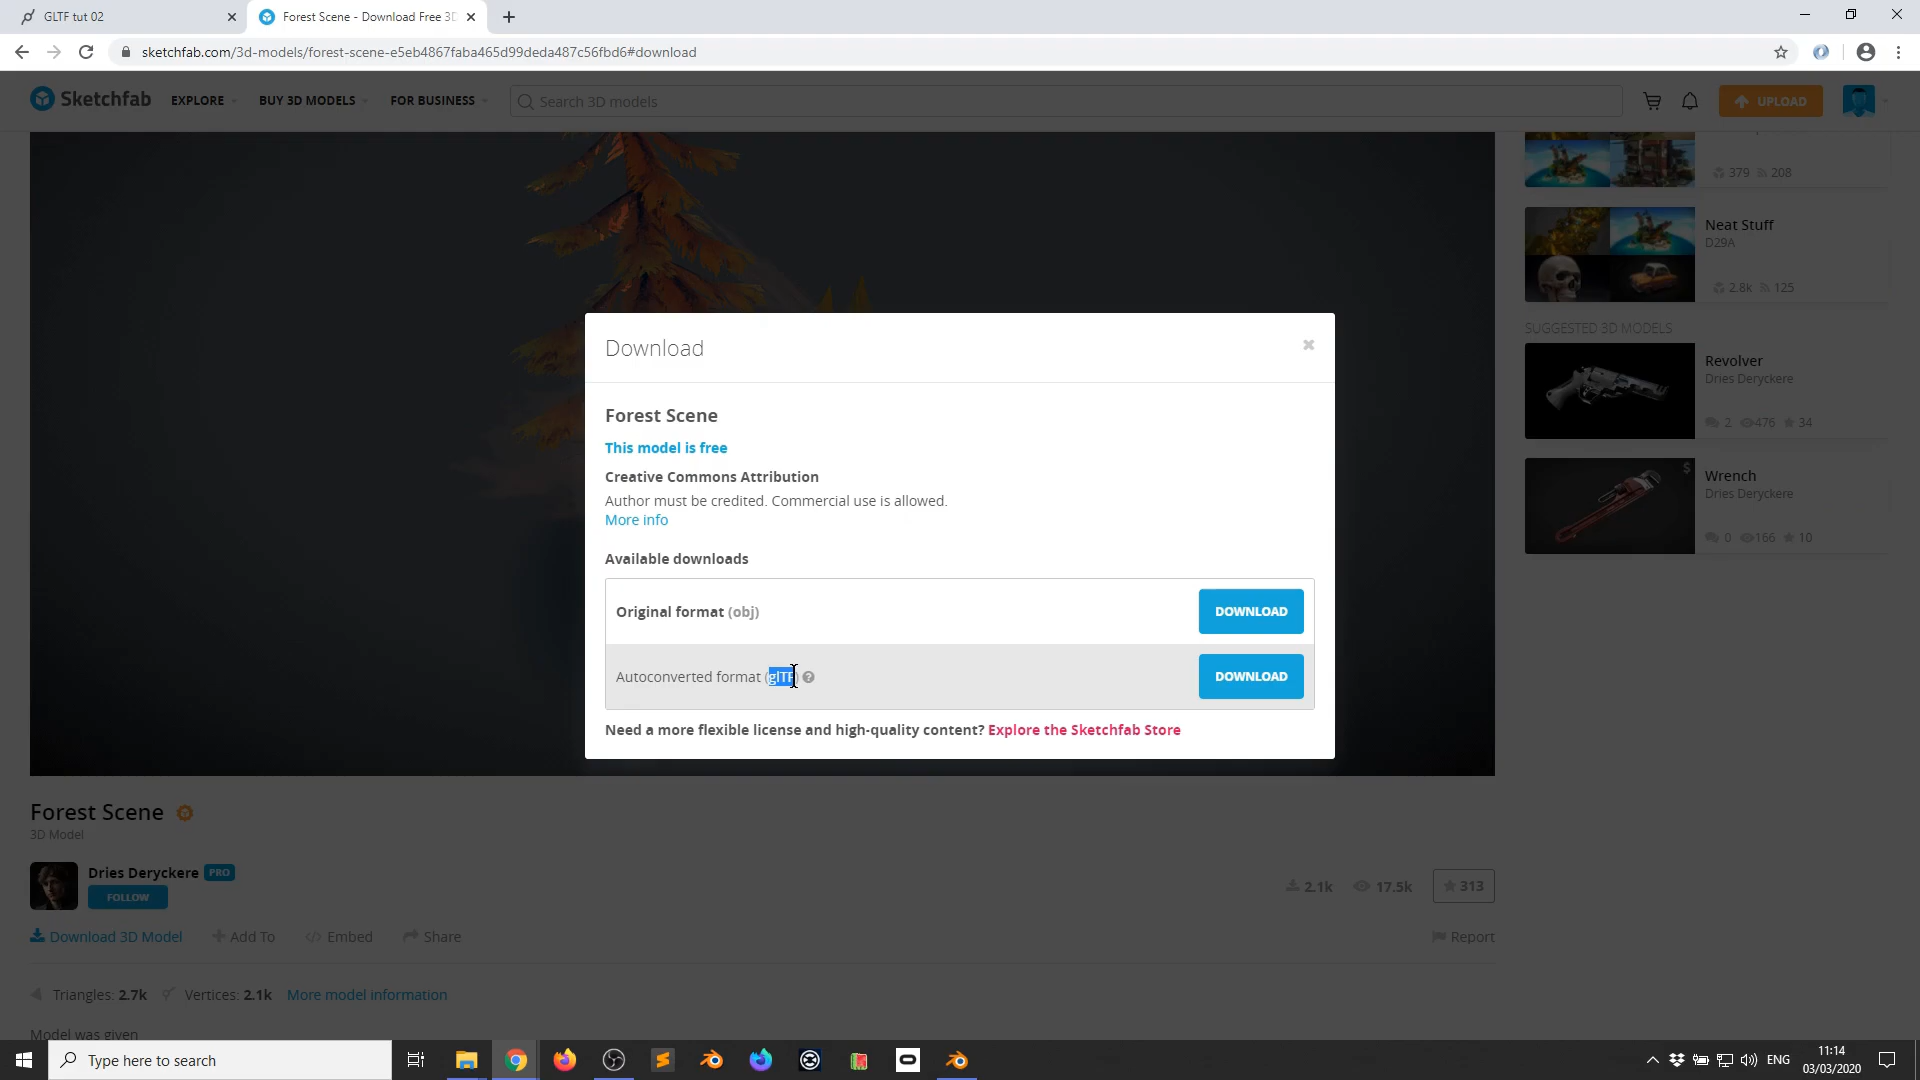 GLTF tut 02
Forest Scene - Download Free 3D
sketchfab.com/3d-models/forest-scene-e5eb4867faba465d99deda487c56fbd6#download
Sketchfab
EXPLORE
BUY 3D MODELS
FOR BUSINESS
Search 3D models
UPLOAD
379 208
Neat Stuff
D29A
2.8k 125
SUGGESTED 3D MODELS
Revolver
Dries Deryckere
2 476 34
$
Wrench
Dries Deryckere
0 166 10
Download
Forest Scene
This model is free
Creative Commons Attribution
Author must be credited. Commercial use is allowed.
More info
Available downloads
Original format (obj)
DOWNLOAD
Autoconverted format (glTF)
DOWNLOAD
Need a more flexible license and high-quality content? Explore the Sketchfab Store
Forest Scene
3D Model
Dries Deryckere PRO
FOLLOW
2.1k 17.5k 313
Download 3D Model
Add To
Embed
Share
Report
Triangles: 2.7k
Vertices: 2.1k
More model information
Model was given
Type here to search
ENG
11:14
03/03/2020